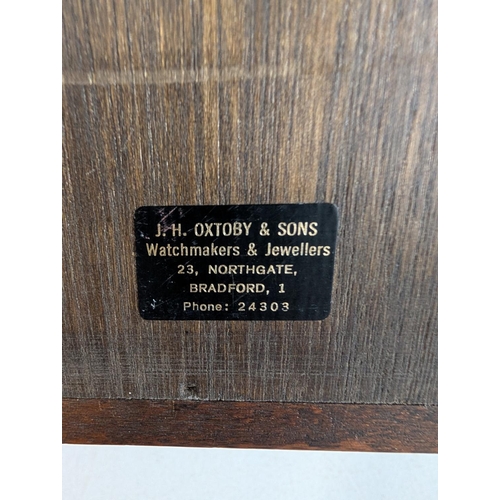 J. H. OXTOBY & SONS
Watchmakers & Jewellers
23, NORTHGATE,
BRADFORD, 1
Phone: 24303